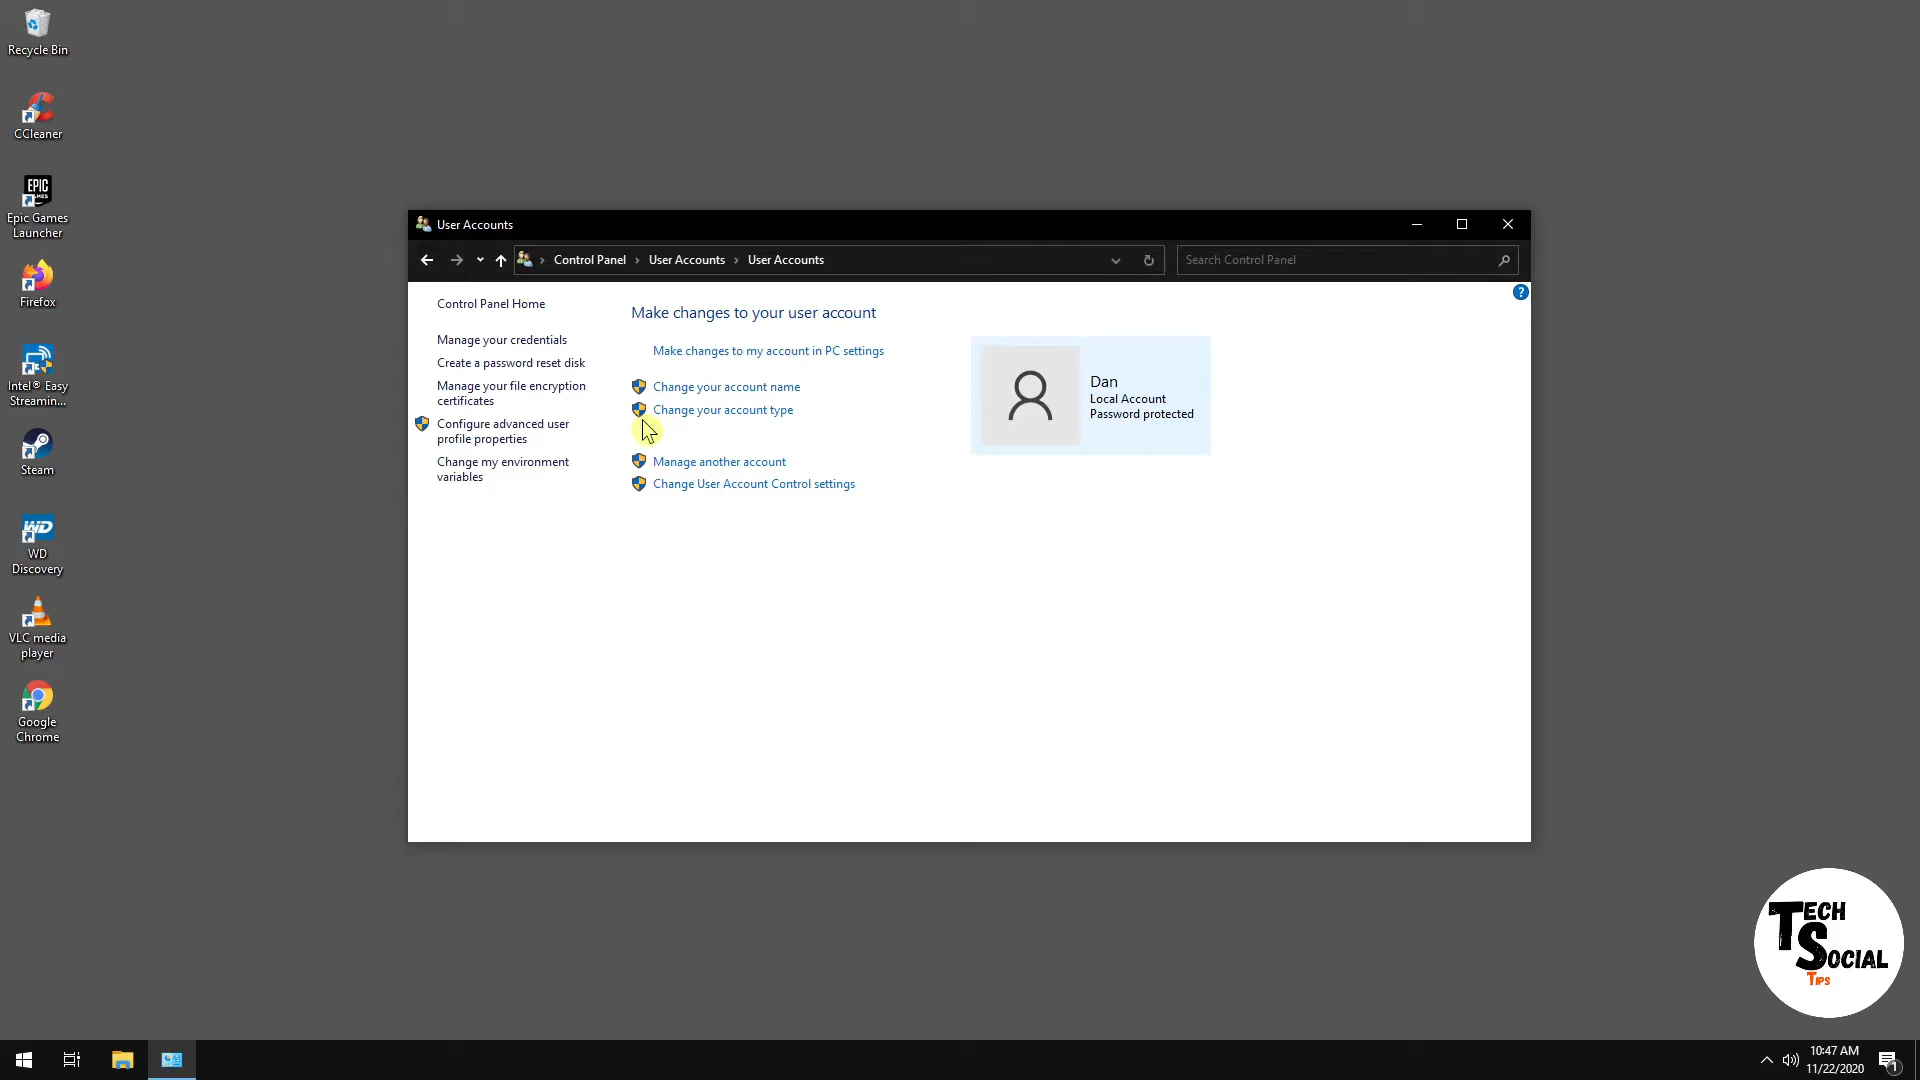 Recycle Bin
CCleaner
EPIC
GAMES
Epic Games
Launcher
Firefox
Intel® Easy
Streamin...
Steam
WD
WD
Discovery
VLC media
player
Google
Chrome
User Accounts
Control Panel
User Accounts
User Accounts
Search Control Panel
?
Control Panel Home
Manage your credentials
Create a password reset disk
Manage your file encryption
certificates
Configure advanced user
profile properties
Change my environment
variables
Make changes to your user account
Make changes to my account in PC settings
Change your account name
Change your account type
Manage another account
Change User Account Control settings
Dan
Local Account
Password protected
TECH
SOCIAL
TIPS
10:47 AM
11/22/2020
1